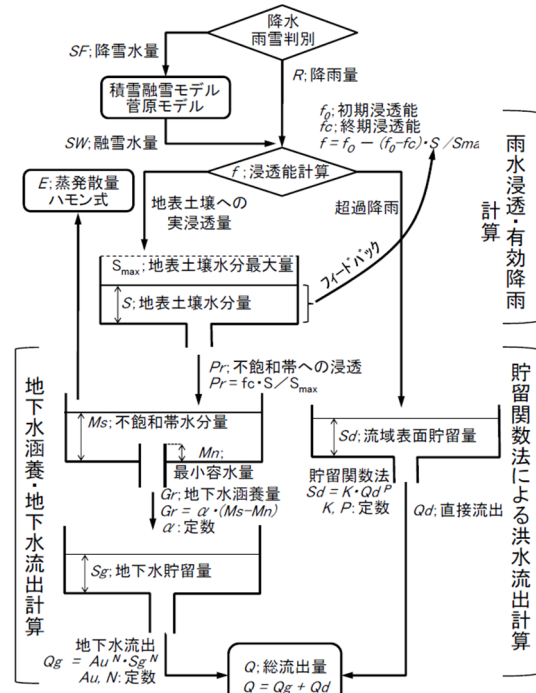 降水
雨雪判別
SF; 降雪水量
R; 降雨量
積雪融雪モデル
菅原モデル
f₀; 初期浸透能
fc; 終期浸透能
f = f₀ − (f₀-fc)・S /Sma
SW; 融雪水量
f ; 浸透能計算
E; 蒸発散量
ハモン式
地表土壌への
実浸透量
超過降雨
フィードバック
雨水浸透・有効降雨
計算
Smax; 地表土壌水分最大量
S; 地表土壌水分量
Pr; 不飽和帯への浸透
Pr = fc・S／Smax
地下水涵養・地下水流出計算
貯留関数法による洪水流出計算
Ms; 不飽和帯水分量
Mn;
最小容水量
Sd; 流域表面貯留量
Gr; 地下水涵養量
Gr = α・(Ms−Mn)
α: 定数
貯留関数法
Sd = K・Qd P
K, P: 定数
Qd; 直接流出
Sg; 地下水貯留量
地下水流出
Qg = Au N・Sg N
Au, N: 定数
Q; 総流出量
Q = Qg + Qd